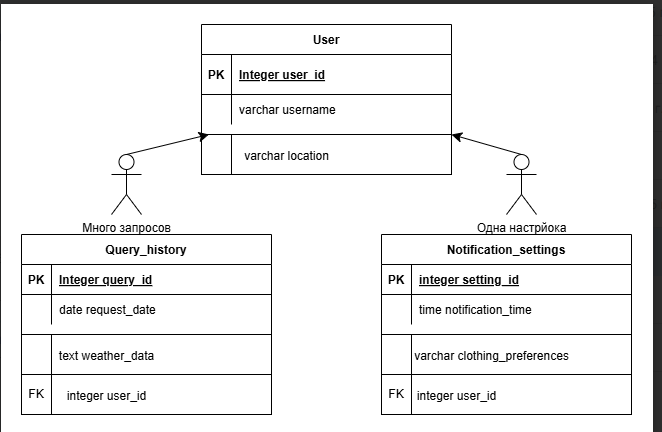 User
PK Integer user_id
varchar username
varchar location
Много запросов
Query_history
PK Integer query_id
date request_date
text weather_data
FK integer user_id
Одна настрйока
Notification_settings
PK integer setting_id
time notification_time
varchar clothing_preferences
FK integer user_id